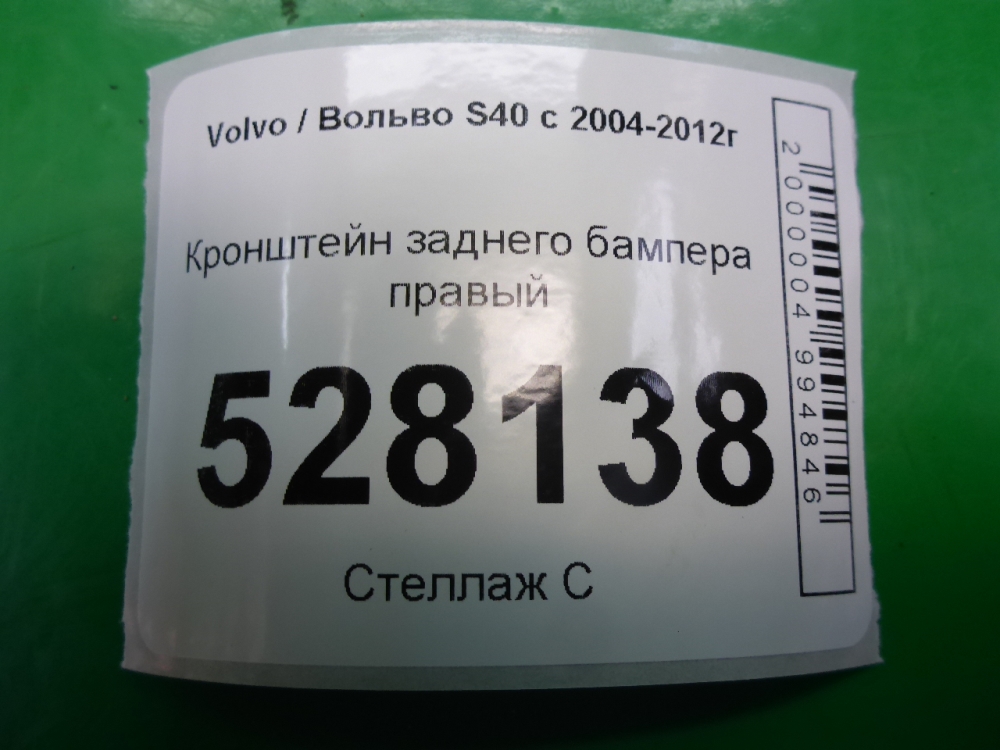 Volvo / Вольво S40 с 2004-2012г
Кронштейн заднего бампера
правый
528138
Стеллаж С
2000004994846